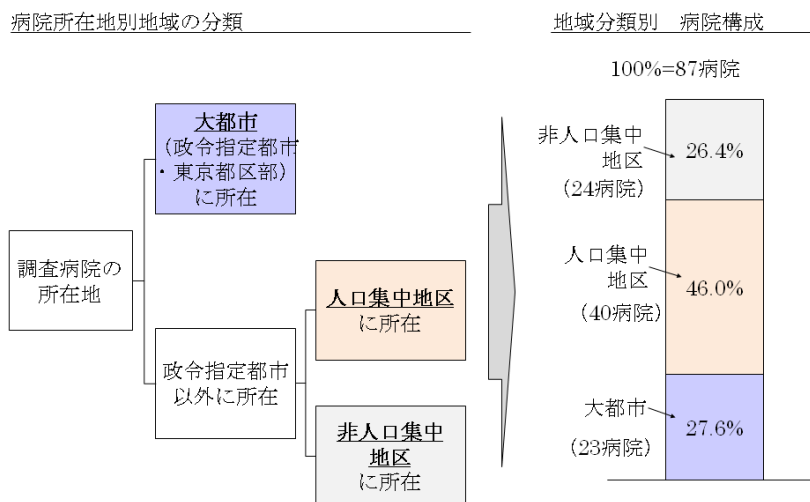 病院所在地別地域の分類
大都市
(政令指定都市
・東京都区部)
に所在
調査病院の
所在地
政令指定都市
以外に所在
人口集中地区
に所在
非人口集中
地区
に所在
地域分類別　病院構成
100%=87病院
非人口集中
地区
(24病院)
26.4%
人口集中
地区
(40病院)
46.0%
大都市
(23病院)
27.6%